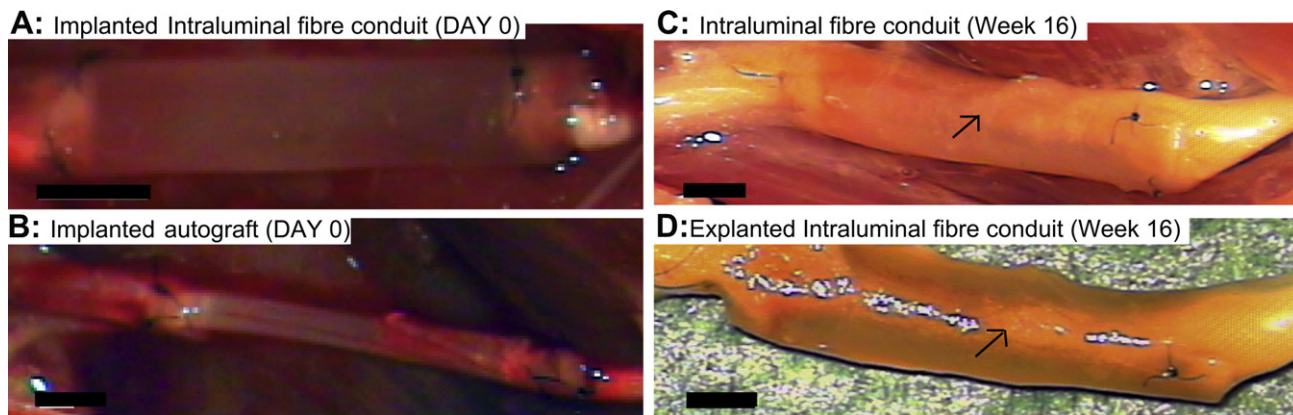 A: Implanted Intraluminal fibre conduit (DAY 0)
B: Implanted autograft (DAY 0)
C: Intraluminal fibre conduit (Week 16)
D:Explanted Intraluminal fibre conduit (Week 16)